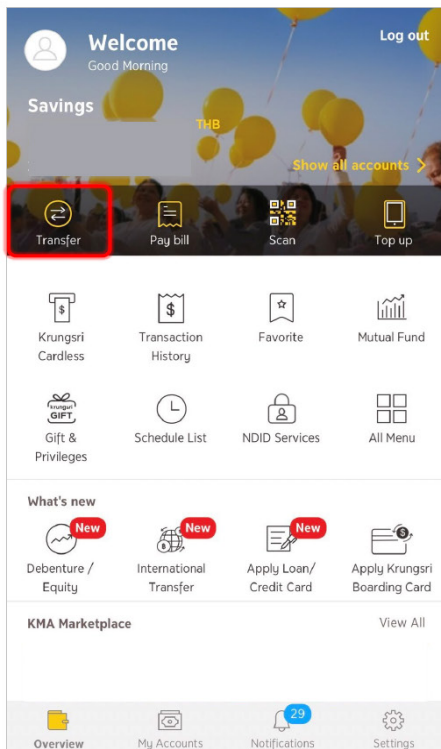 Welcome
Log out
Good Morning
Savings
THB
Show all accounts >
Transfer
Pay bill
Scan
Top up
$
$
Krungsri
Cardless
Transaction
History
Favorite
Mutual Fund
krungsri
GIFT
Gift &
Privileges
Schedule List
NDID Services
All Menu
What's new
New
New
New
฿
$
Debenture /
Equity
International
Transfer
Apply Loan/
Credit Card
Apply Krungsri
Boarding Card
KMA Marketplace
View All
29
Overview
My Accounts
Notifications
Settings